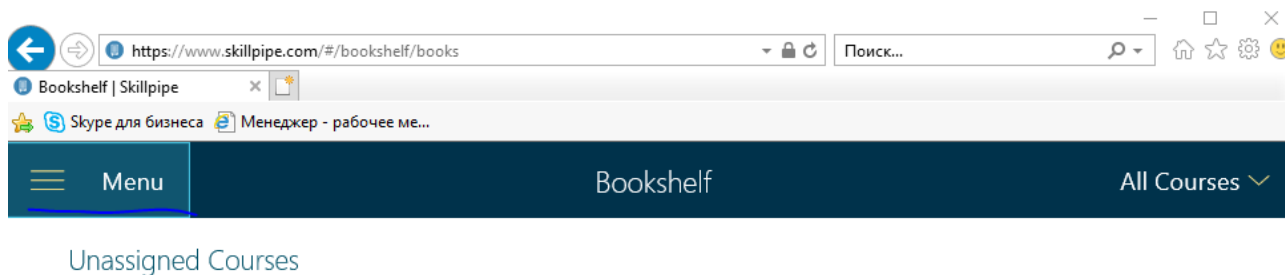 https://www.skillpipe.com/#/bookshelf/books Поиск...
Bookshelf | Skillpipe
Skype для бизнеса Менеджер - рабочее ме...
Menu Bookshelf All Courses
Unassigned Courses